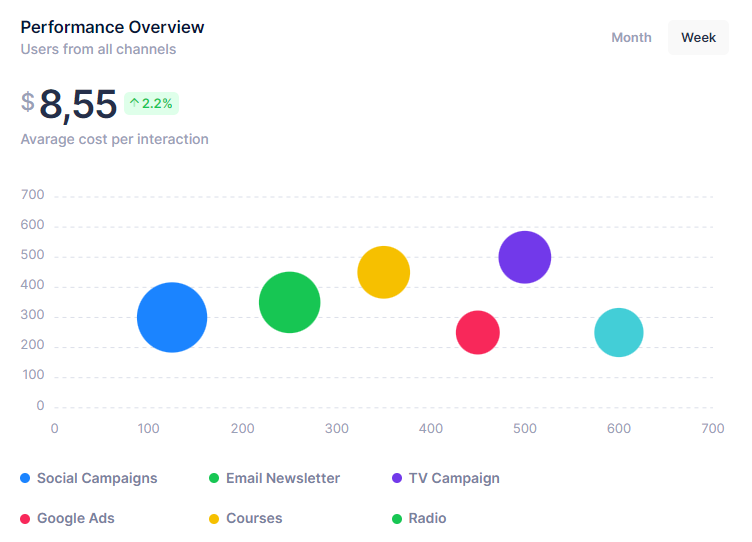 Performance Overview
Users from all channels
Month Week
$ 8,55 ↑ 2.2%
Avarage cost per interaction
700
600
500
400
300
200
100
0
0 100 200 300 400 500 600 700
Social Campaigns Email Newsletter TV Campaign
Google Ads Courses Radio